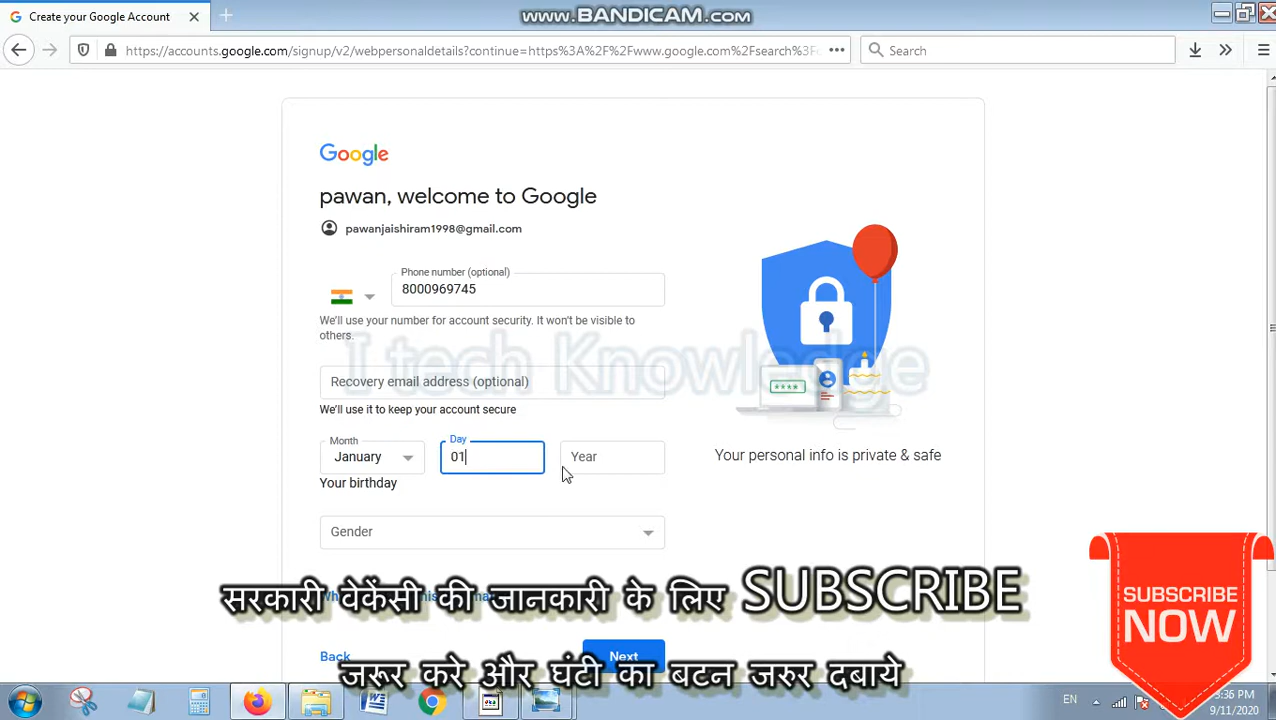 Create your Google Account
www.BANDICAM.com
https://accounts.google.com/signup/v2/webpersonaldetails?continue=https%3A%2F%2Fwww.google.com%2Fsearch%3F
Search
Google
pawan, welcome to Google
pawanjaishiram1998@gmail.com
Phone number (optional)
8000969745
We'll use your number for account security. It won't be visible to
others.
I tech Knowledge
Recovery email address (optional)
We'll use it to keep your account secure
Month
January
Day
01
Year
Your birthday
Your personal info is private & safe
Gender
सरकारी वेकेंसी की जानकारी के लिए SUBSCRIBE
SUBSCRIBE
NOW
Back
Next
जरूर करे और घंटी का बटन जरुर दबाये
EN
:36 PM
9/11/2020